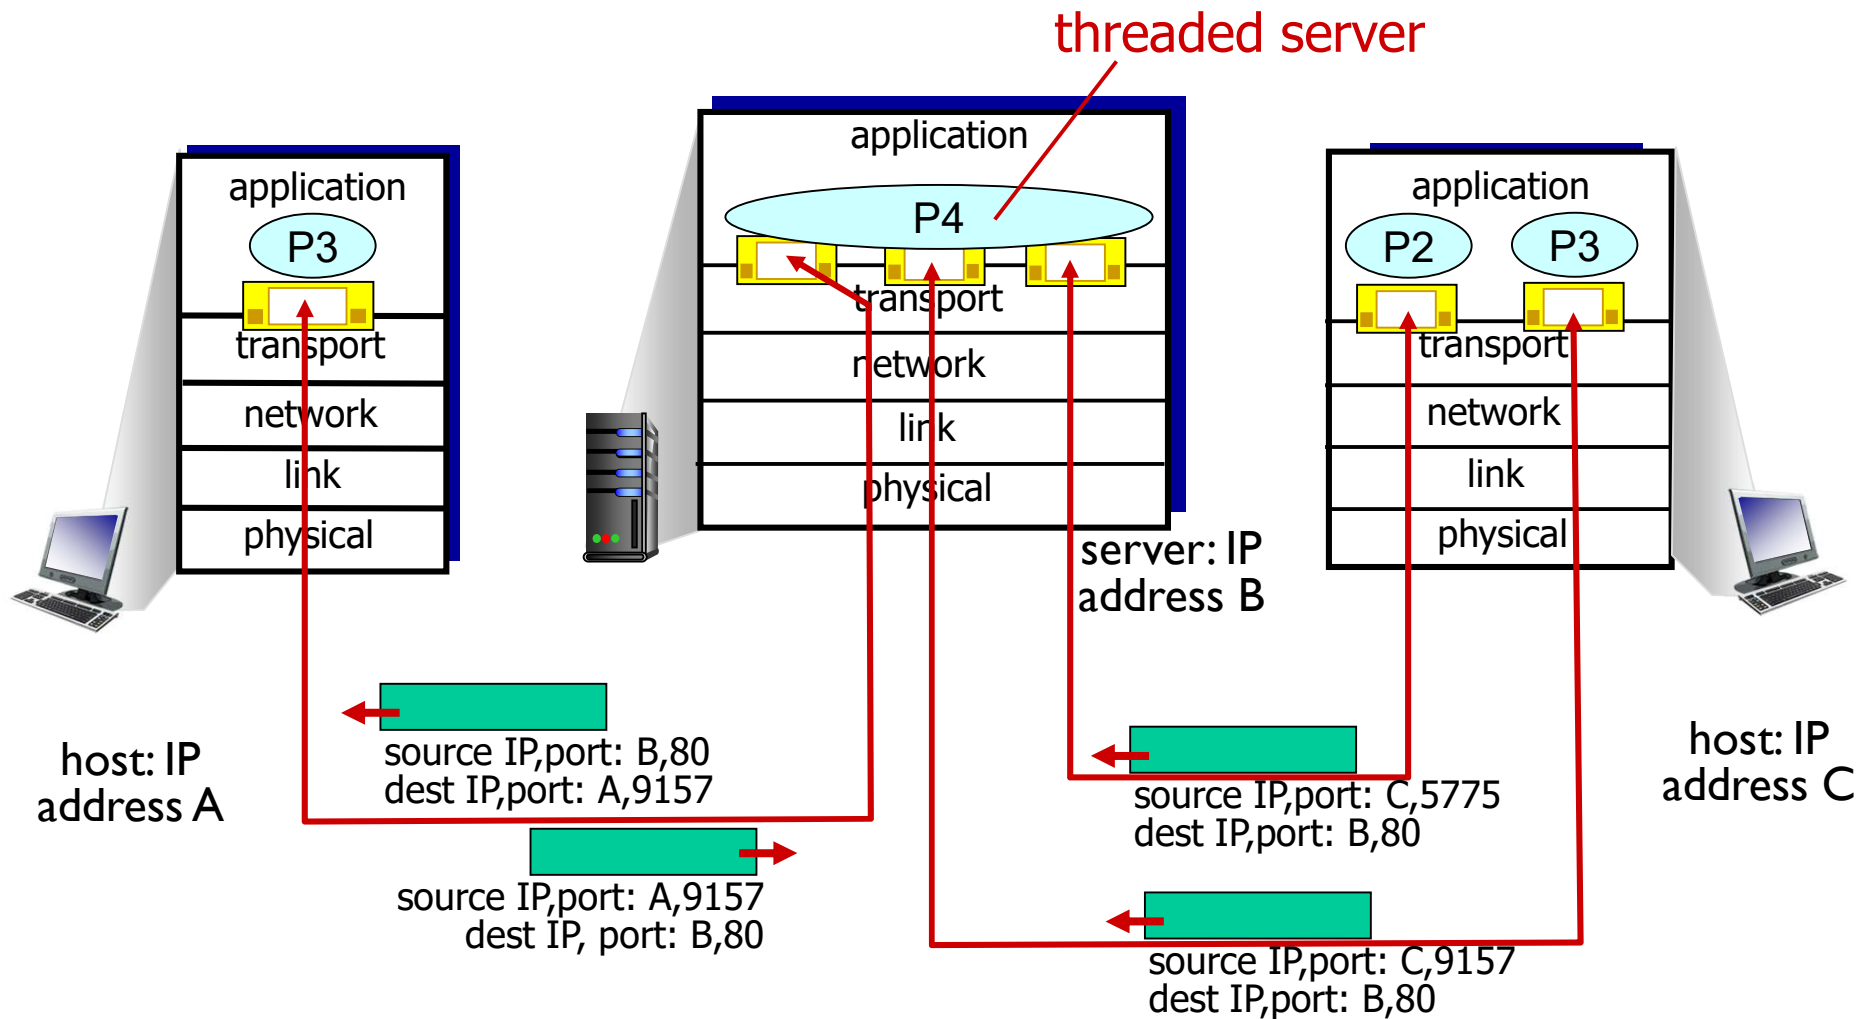 threaded server
application
P3
transport
network
link
physical
application
P4
transport
network
link
physical
application
P2
P3
transport
network
link
physical
server: IP
address B
host: IP
address A
source IP,port: B,80
dest IP,port: A,9157
source IP,port: A,9157
dest IP, port: B,80
source IP,port: C,5775
dest IP,port: B,80
source IP,port: C,9157
dest IP,port: B,80
host: IP
address C